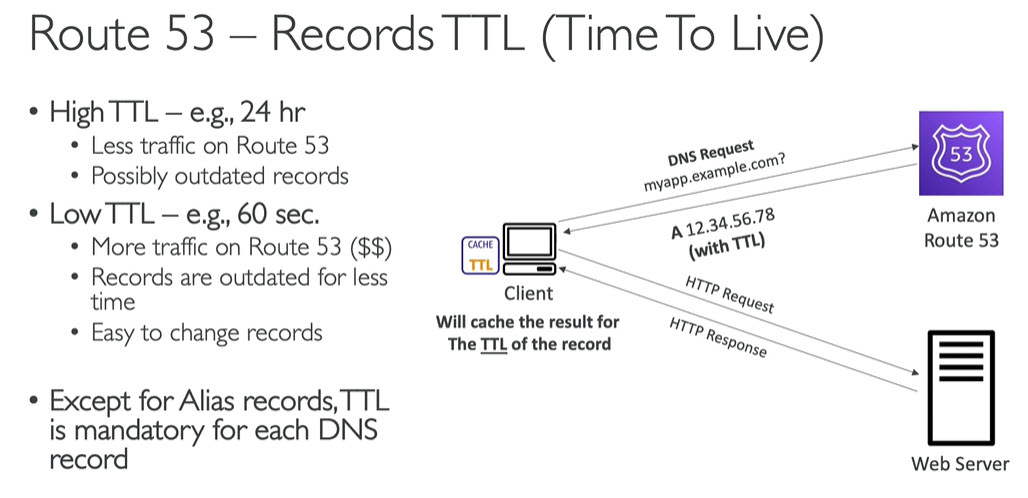 Route 53 – Records TTL (Time To Live)
• High TTL – e.g., 24 hr
• Less traffic on Route 53
• Possibly outdated records
• Low TTL – e.g., 60 sec.
• More traffic on Route 53 ($$)
• Records are outdated for less
time
• Easy to change records
• Except for Alias records, TTL
is mandatory for each DNS
record
DNS Request
myapp.example.com?
53
Amazon
Route 53
A 12.34.56.78
(with TTL)
CACHE
TTL
Client
Will cache the result for
The TTL of the record
HTTP Request
HTTP Response
Web Server